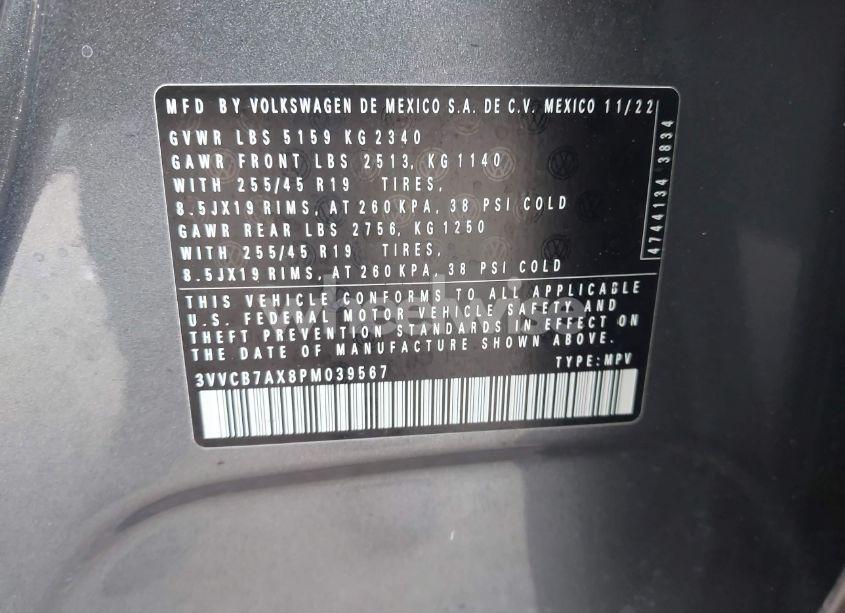 MFD BY VOLKSWAGEN DE MEXICO S.A. DE C.V. MEXICO 11/22
GVWR LBS 5159 KG 2340
GAWR FRONT LBS 2513, KG 1140
WITH 255/45 R19 TIRES,
8.5JX19 RIMS, AT 260 KPA, 38 PSI COLD
GAWR REAR LBS 2756, KG 1250
WITH 255/45 R19 TIRES,
8.5JX19 RIMS, AT 260 KPA, 38 PSI COLD
4744134 3834
THIS VEHICLE CONFORMS TO ALL APPLICABLE
U.S. FEDERAL MOTOR VEHICLE SAFETY AND
THEFT PREVENTION STANDARDS IN EFFECT ON
THE DATE OF MANUFACTURE SHOWN ABOVE.
3VVCB7AX8PM039567 TYPE:MPV
wheelwise